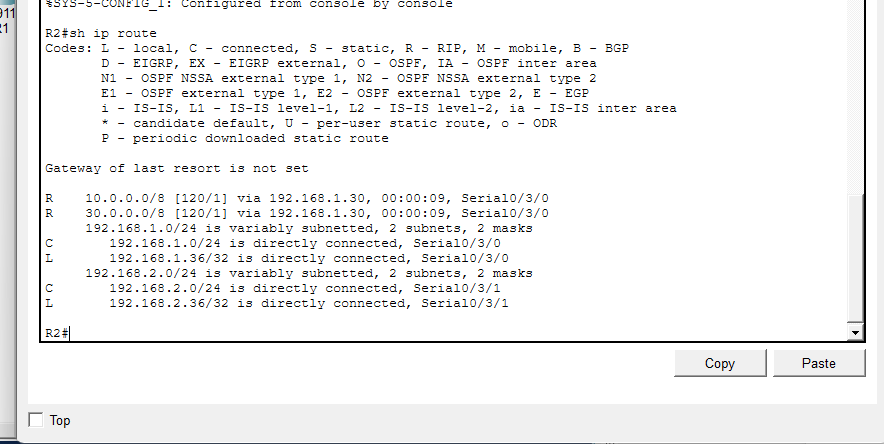 %SYS-5-CONFIG_I: Configured from console by console
R2#sh ip route
Codes: L - local, C - connected, S - static, R - RIP, M - mobile, B - BGP
D - EIGRP, EX - EIGRP external, O - OSPF, IA - OSPF inter area
N1 - OSPF NSSA external type 1, N2 - OSPF NSSA external type 2
E1 - OSPF external type 1, E2 - OSPF external type 2, E - EGP
i - IS-IS, L1 - IS-IS level-1, L2 - IS-IS level-2, ia - IS-IS inter area
* - candidate default, U - per-user static route, o - ODR
P - periodic downloaded static route
Gateway of last resort is not set
R 10.0.0.0/8 [120/1] via 192.168.1.30, 00:00:09, Serial0/3/0
R 30.0.0.0/8 [120/1] via 192.168.1.30, 00:00:09, Serial0/3/0
192.168.1.0/24 is variably subnetted, 2 subnets, 2 masks
C 192.168.1.0/24 is directly connected, Serial0/3/0
L 192.168.1.36/32 is directly connected, Serial0/3/0
192.168.2.0/24 is variably subnetted, 2 subnets, 2 masks
C 192.168.2.0/24 is directly connected, Serial0/3/1
L 192.168.2.36/32 is directly connected, Serial0/3/1
R2#
Copy Paste
Top